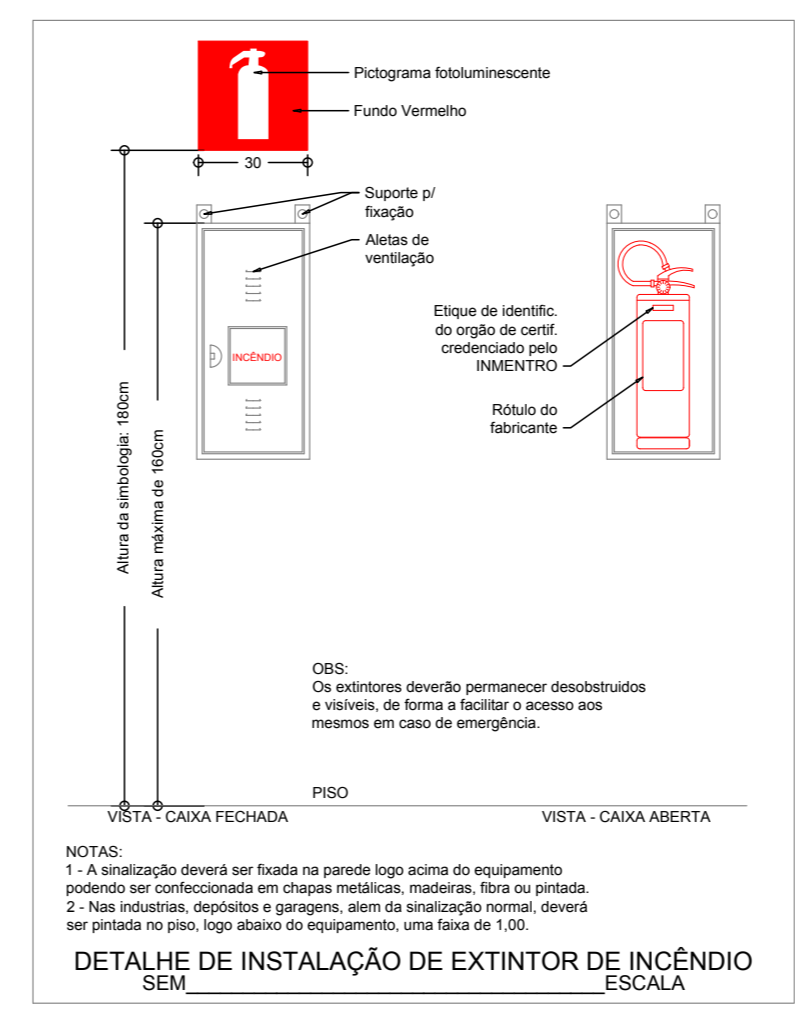 Pictograma fotoluminescente
Fundo Vermelho
30
Suporte p/
fixação
Aletas de
ventilação
INCÊNDIO
Altura da simbologia: 180cm
Altura máxima de 160cm
Etique de identific.
do orgão de certif.
credenciado pelo
INMENTRO
Rótulo do
fabricante
OBS:
Os extintores deverão permanecer desobstruidos
e visíveis, de forma a facilitar o acesso aos
mesmos em caso de emergência.
PISO
VISTA - CAIXA FECHADA
VISTA - CAIXA ABERTA
NOTAS:
1 - A sinalização deverá ser fixada na parede logo acima do equipamento
podendo ser confeccionada em chapas metálicas, madeiras, fibra ou pintada.
2 - Nas industrias, depósitos e garagens, alem da sinalização normal, deverá
ser pintada no piso, logo abaixo do equipamento, uma faixa de 1,00.
DETALHE DE INSTALAÇÃO DE EXTINTOR DE INCÊNDIO
SEM______________________________________ESCALA